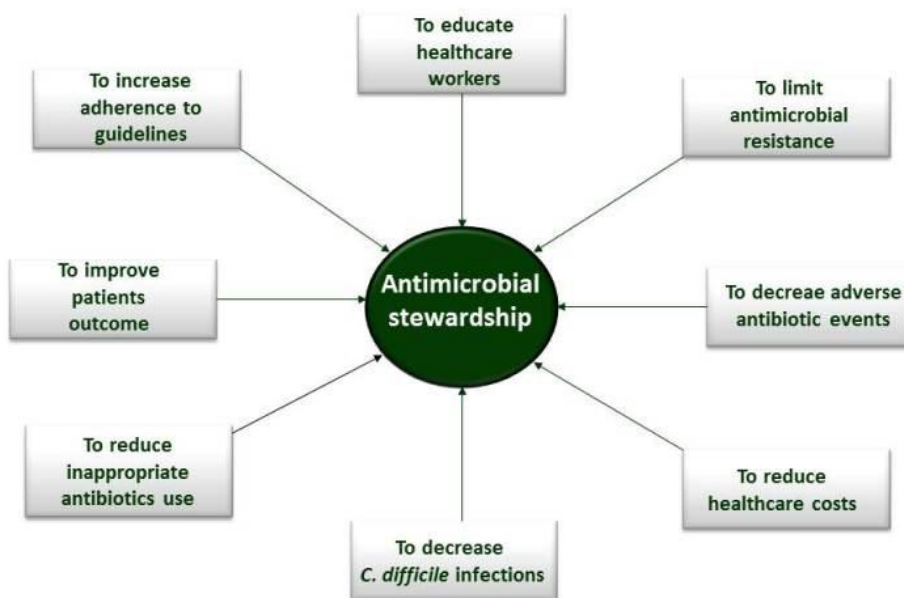 To educate
healthcare
workers
To increase
adherence to
guidelines
To limit
antimicrobial
resistance
To improve
patients
outcome
Antimicrobial
stewardship
To decreae adverse
antibiotic events
To reduce
inappropriate
antibiotics use
To reduce
healthcare costs
To decrease
C. difficile infections